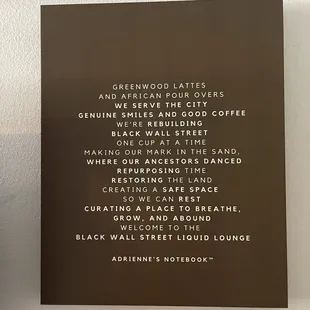 GREENWOOD LATTES
AND AFRICAN POUR OVERS
WE SERVE THE CITY
GENUINE SMILES AND GOOD COFFEE
WE'RE REBUILDING
BLACK WALL STREET
ONE CUP AT A TIME
MAKING OUR MARK IN THE SAND,
WHERE OUR ANCESTORS DANCED
REPURPOSING TIME
RESTORING THE LAND
CREATING A SAFE SPACE
SO WE CAN REST
CURATING A PLACE TO BREATHE,
GROW, AND ABOUND
WELCOME TO THE
BLACK WALL STREET LIQUID LOUNGE
ADRIENNE'S NOTEBOOK™